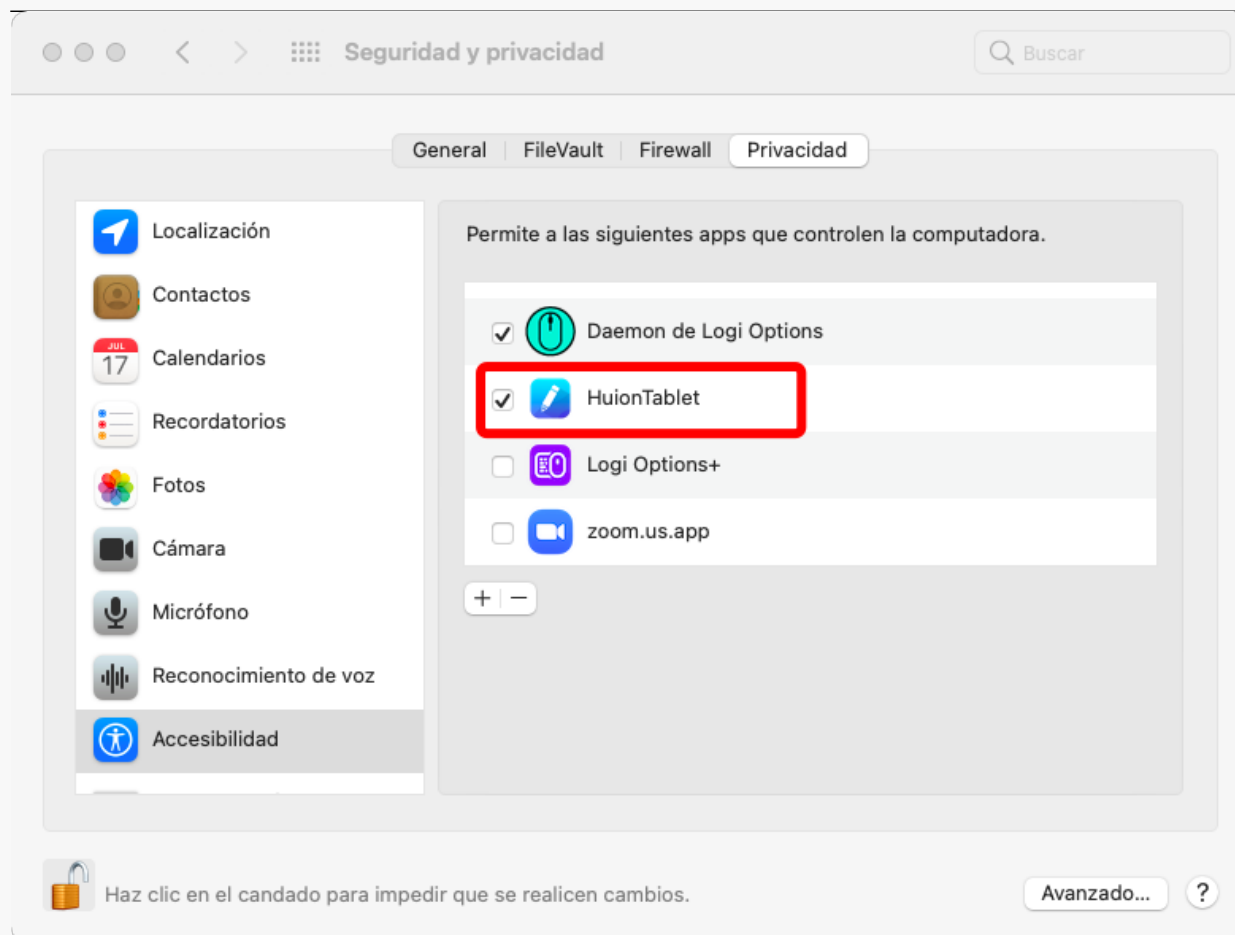 Seguridad y privacidad
Buscar
General FileVault Firewall Privacidad
Localización
Contactos
JUL
17
Calendarios
Recordatorios
Fotos
Cámara
Micrófono
Reconocimiento de voz
Accesibilidad
Permite a las siguientes apps que controlen la computadora.
Daemon de Logi Options
HuionTablet
Logi Options+
zoom.us.app
+ −
Haz clic en el candado para impedir que se realicen cambios.
Avanzado... ?